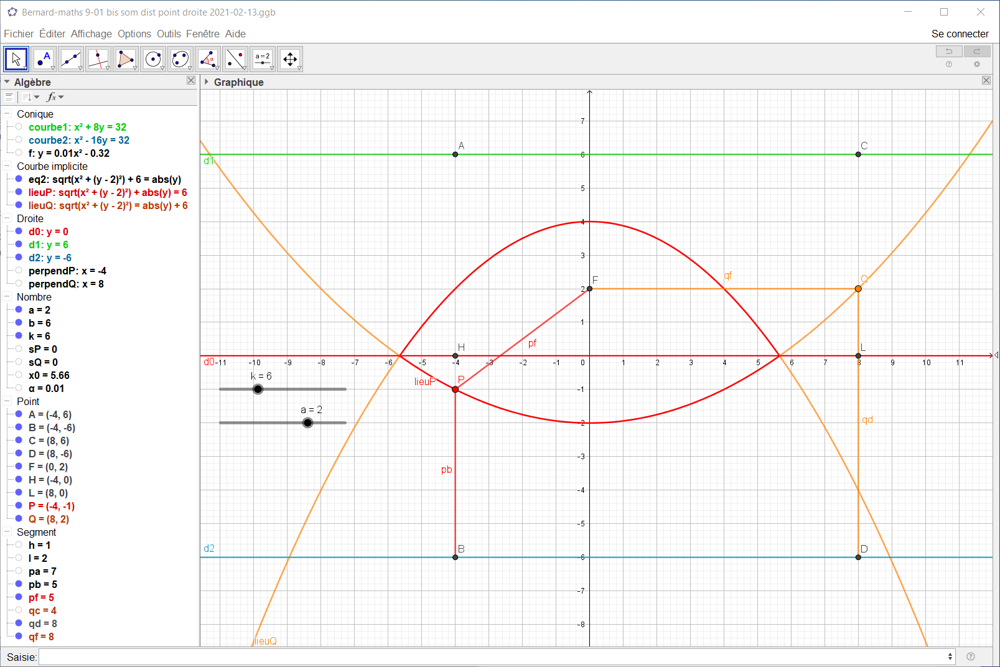 Bernard-maths 9-01 bis som dist point droite 2021-02-13.ggb
Fichier Éditer Affichage Options Outils Fenêtre Aide
Se connecter
A
α
a = 2
Algèbre
Graphique
fx
Conique
courbe1: x² + 8y = 32
courbe2: x² - 16y = 32
f: y = 0.01x² - 0.32
Courbe implicite
eq2: sqrt(x² + (y - 2)²) + 6 = abs(y)
lieuP: sqrt(x² + (y - 2)²) + abs(y) = 6
lieuQ: sqrt(x² + (y - 2)²) = abs(y) + 6
Droite
d0: y = 0
d1: y = 6
d2: y = -6
perpendP: x = -4
perpendQ: x = 8
Nombre
a = 2
b = 6
k = 6
sP = 0
sQ = 0
x0 = 5.66
α = 0.01
Point
A = (-4, 6)
B = (-4, -6)
C = (8, 6)
D = (8, -6)
F = (0, 2)
H = (-4, 0)
L = (8, 0)
P = (-4, -1)
Q = (8, 2)
Segment
h = 1
l = 2
pa = 7
pb = 5
pf = 5
qc = 4
qd = 8
qf = 8
7
A
C
6
d1
5
4
3
qf
Q
F
2
1
pf
H
L
d0 -11 -10 -9 -8 -7 -6 -5 -4 -3 -2 -1 0 1 2 3 4 5 6 7 8 9 10 11
k = 6
lieuP
P
-1
a = 2
-2
qd
-3
pb
-4
-5
d2
B
D
-6
-7
-8
lieuQ
Saisie: